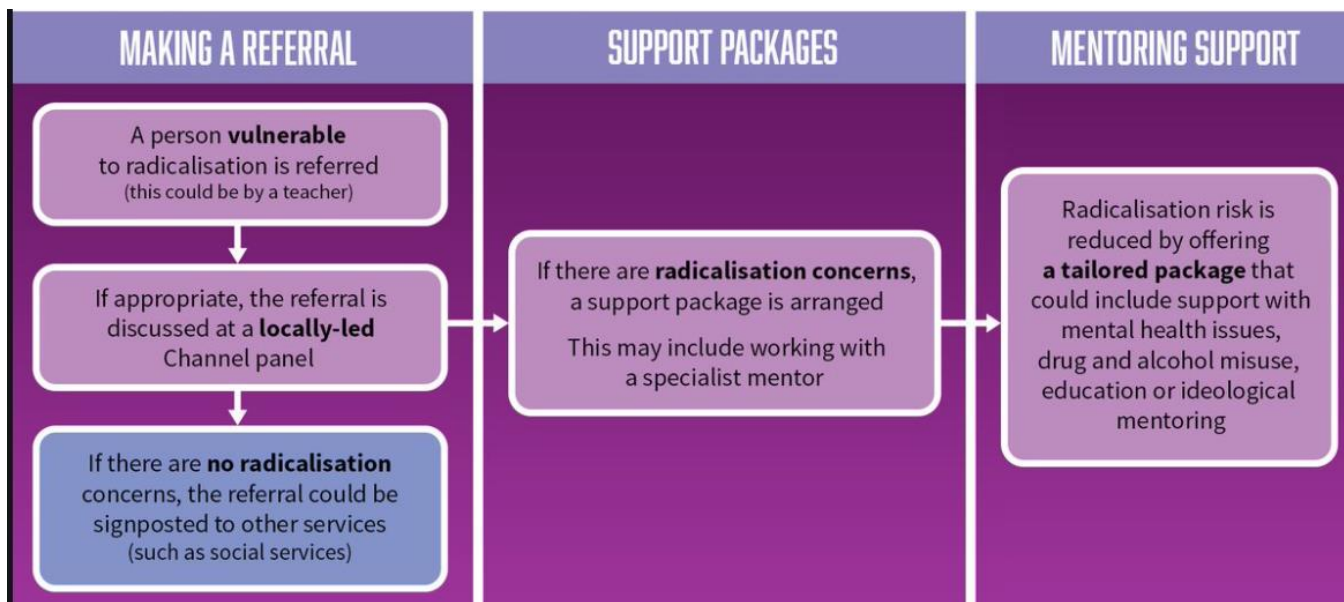 MAKING A REFERRAL
A person vulnerable
to radicalisation is referred
(this could be by a teacher)
If appropriate, the referral is
discussed at a locally-led
Channel panel
If there are no radicalisation
concerns, the referral could be
signposted to other services
(such as social services)
SUPPORT PACKAGES
If there are radicalisation concerns,
a support package is arranged
This may include working with
a specialist mentor
MENTORING SUPPORT
Radicalisation risk is
reduced by offering
a tailored package that
could include support with
mental health issues,
drug and alcohol misuse,
education or ideological
mentoring